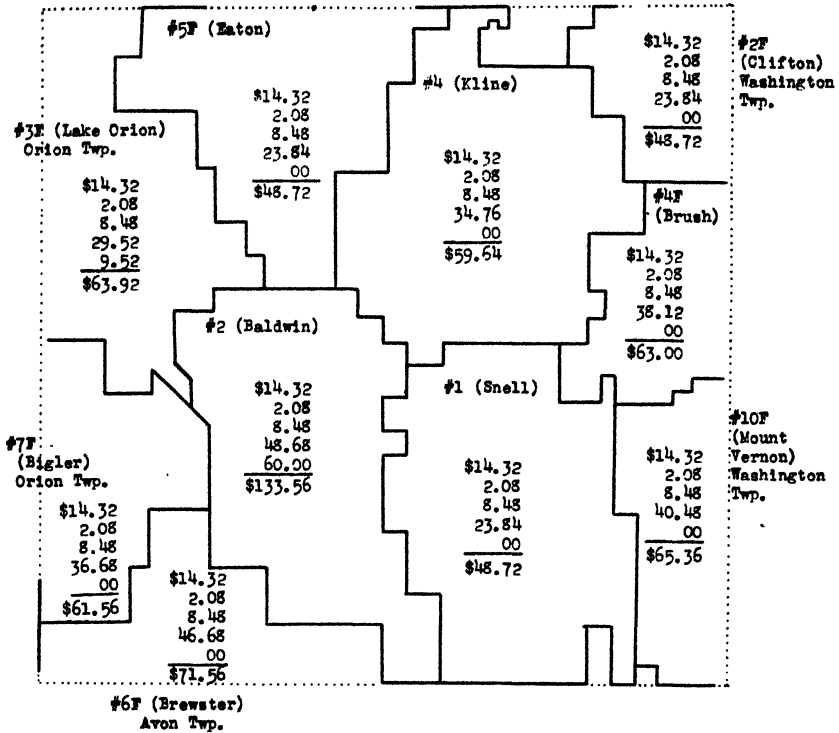 #5F (Eaton)
$14.32
2.08
8.48
23.84
00
$48.72
#4 (Kline)
$14.32
2.08
8.48
34.76
00
$59.64
$14.32
2.08
8.48
23.84
00
$48.72
#2F
(Clifton)
Washington
Twp.
#3F (Lake Orion)
Orion Twp.
$14.32
2.08
8.48
29.52
9.52
$63.92
#4F
(Brush)
$14.32
2.08
8.48
38.12
00
$63.00
#2 (Baldwin)
$14.32
2.08
8.48
48.68
60.00
$133.56
#1 (Snell)
$14.32
2.08
8.48
23.84
00
$48.72
#10F
(Mount
Vernon)
Washington
Twp.
$14.32
2.08
8.48
40.48
00
$65.36
#7F
(Bigler)
Orion Twp.
$14.32
2.08
8.48
36.68
00
$61.56
$14.32
2.08
8.48
46.68
00
$71.56
#6F (Brewster)
Avon Twp.